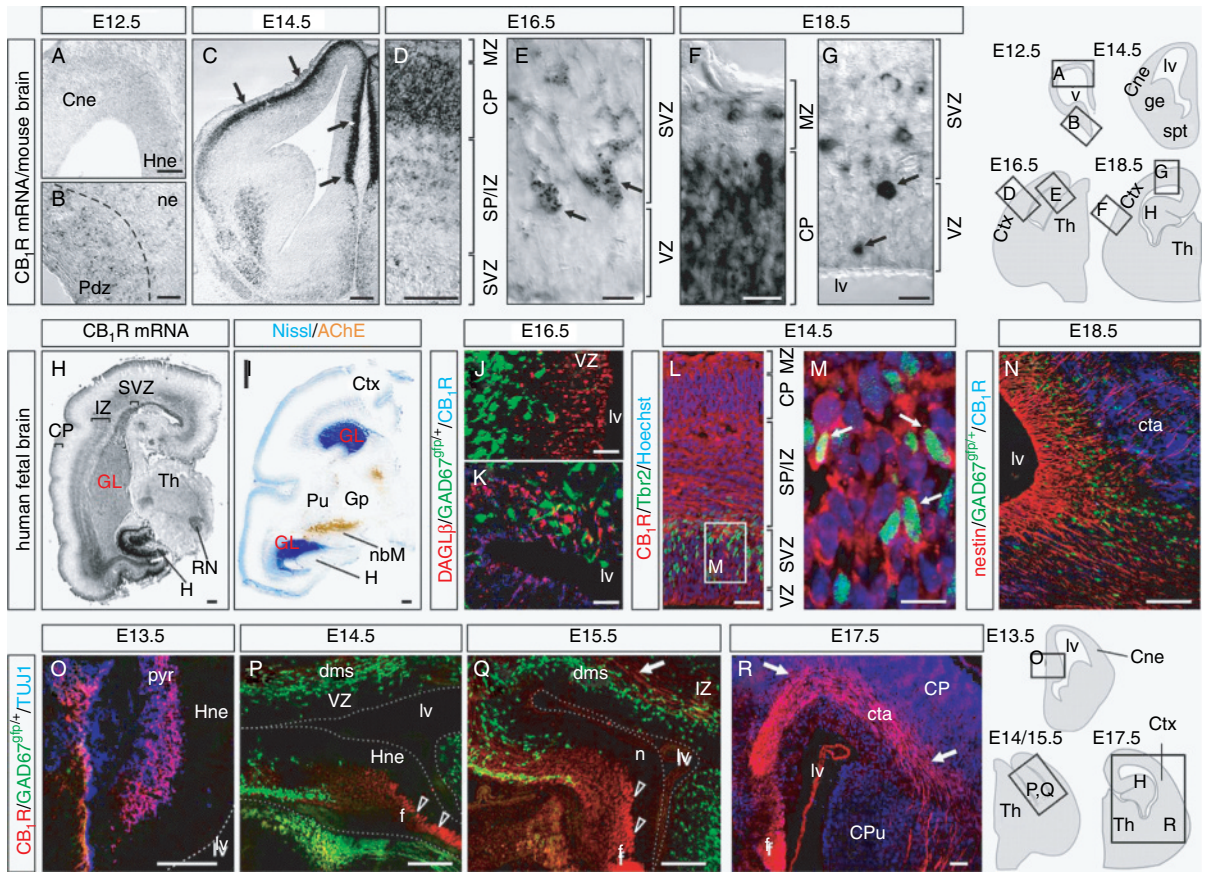 E12.5 E14.5 E16.5 E18.5
CB1R mRNA/mouse brain
A
Cne
Hne
B
ne
Pdz
C
D
MZ
CP
SP/IZ
SVZ
E
SVZ
VZ
F
MZ
CP
G
lv
SVZ
VZ
E12.5 E14.5
A
v
B
Cne
lv
ge
spt
E16.5 E18.5
D
E
Ctx
Th
F
Ctx
G
H
Th
CB1R mRNA
Nissl/AChE
E16.5
E14.5
E18.5
human fetal brain
H
SVZ
IZ
CP
GL
Th
RN
H
I
Ctx
GL
Pu
Gp
GL
nbM
H
DAGLβ/GAD67gfp/+/CB1R
J
VZ
lv
K
lv
CB1R/Tbr2/Hoechst
L
M
MZ
CP
SP/IZ
SVZ
VZ
M
nestin/GAD67gfp/+/CB1R
N
lv
cta
E13.5 E14.5 E15.5 E17.5
CB1R/GAD67gfp/+/TUJ1
O
pyr
Hne
lv
P
dms
VZ
lv
Hne
f
Q
dms
IZ
n
lv
f
R
CP
cta
lv
CPu
f
E13.5
O
lv
Cne
E14/15.5 E17.5
P,Q
Th
Ctx
H
Th
R